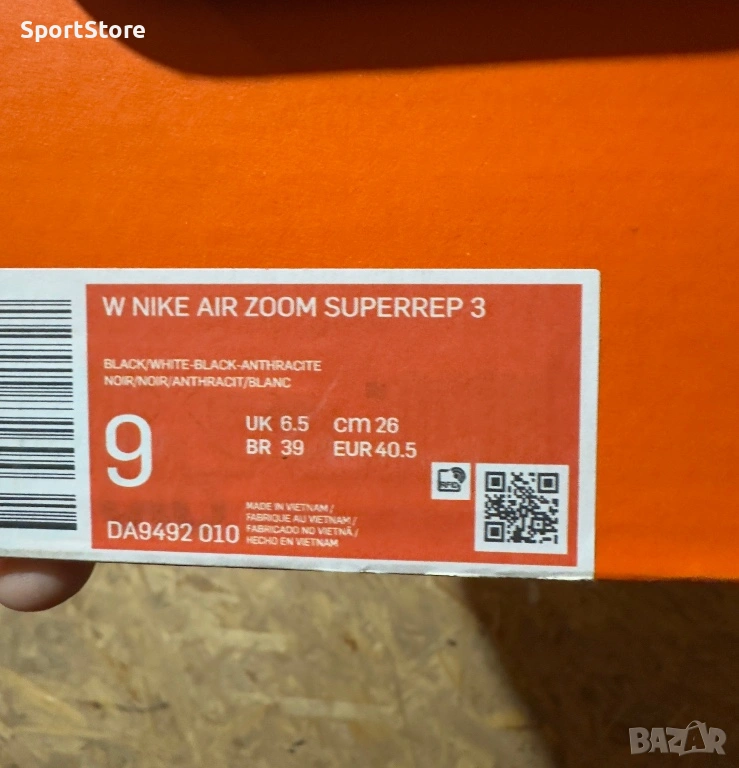 SportStore
W NIKE AIR ZOOM SUPERREP 3
BLACK/WHITE-BLACK-ANTHRACITE
NOIR/NOIR/ANTHRACIT/BLANC
9
UK 6.5 cm 26
BR 39 EUR 40.5
RFID
DA9492 010
MADE IN VIETNAM /
FABRIQUE AU VIETNAM /
FABRICADO NO VIETNÃ /
HECHO EN VIETNAM
BAZAR